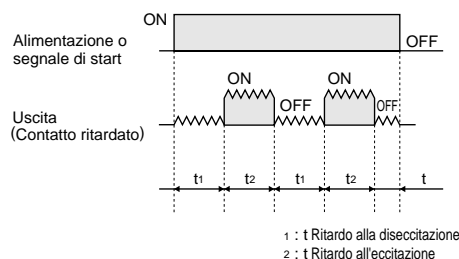 ON
Alimentazione o
segnale di start
OFF
ON
ON
Uscita
(Contatto ritardato)
OFF
OFF
t1 t2 t1 t2 t
1 : t Ritardo alla diseccitazione
2 : t Ritardo all'eccitazione